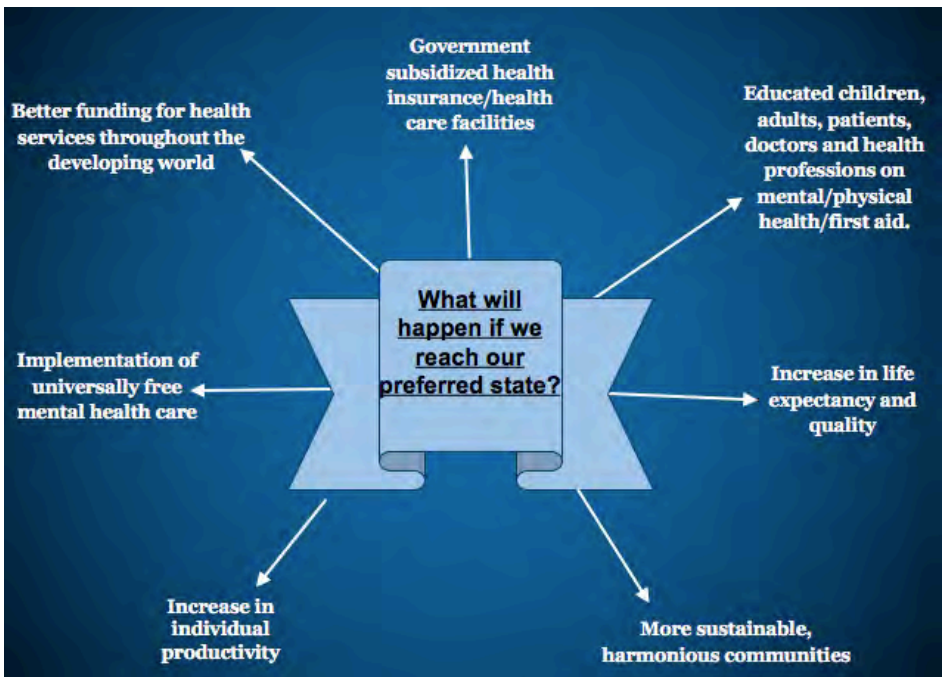 Government
subsidized health
insurance/health
care facilities
Better funding for health
services throughout the
developing world
Educated children,
adults, patients,
doctors and health
professions on
mental/physical
health/first aid.
What will
happen if we
reach our
preferred state?
Implementation of
universally free
mental health care
Increase in life
expectancy and
quality
Increase in
individual
productivity
More sustainable,
harmonious communities